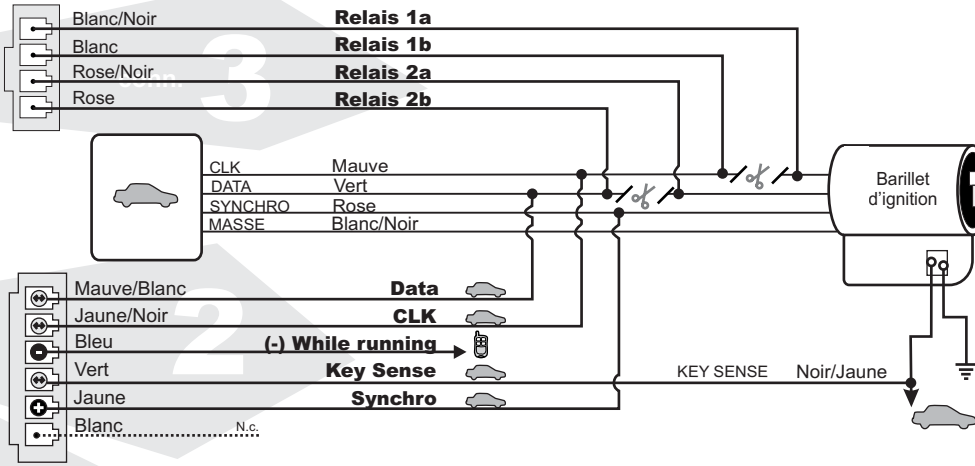 Blanc/Noir Relais 1a
Blanc Relais 1b
Rose/Noir Relais 2a
Rose Relais 2b
conn. 3
CLK Mauve
DATA Vert
SYNCHRO Rose
MASSE Blanc/Noir
Barillet
d'ignition
2
Mauve/Blanc Data
Jaune/Noir CLK
Bleu (-) While running
Vert Key Sense KEY SENSE Noir/Jaune
Jaune Synchro
Blanc N.c.